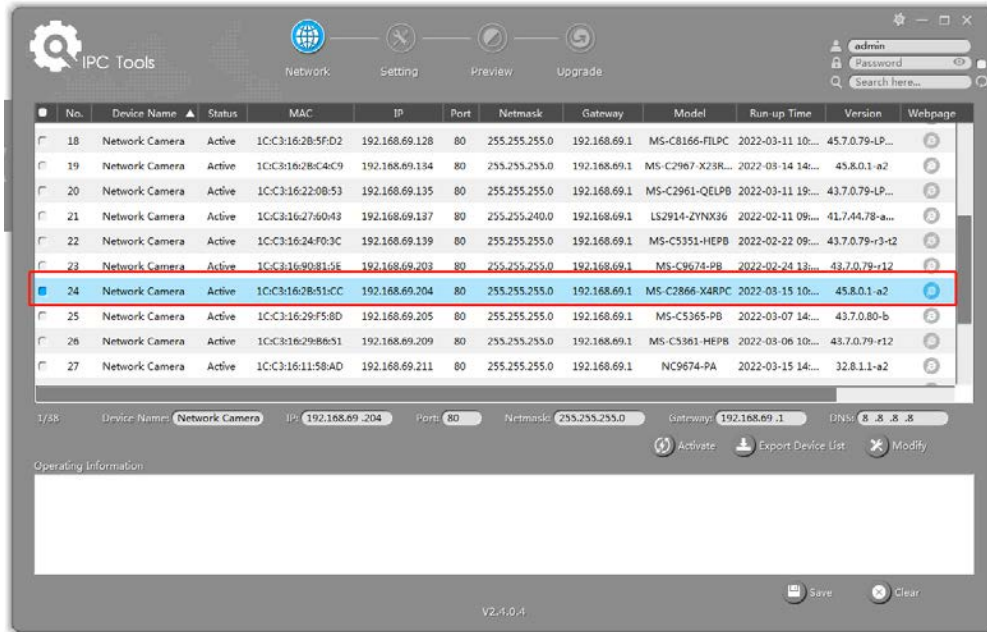 IPC Tools
Network Setting Preview Upgrade
admin
Password
Search here...
No. Device Name ▲ Status MAC IP Port Netmask Gateway Model Run-up Time Version Webpage
18 Network Camera Active 1C:C3:16:2B:5F:D2 192.168.69.128 80 255.255.255.0 192.168.69.1 MS-C8166-FILPC 2022-03-11 10:... 45.7.0.79-LP...
19 Network Camera Active 1C:C3:16:2B:C4:C9 192.168.69.134 80 255.255.255.0 192.168.69.1 MS-C2967-X23R... 2022-03-14 14:... 45.8.0.1-a2
20 Network Camera Active 1C:C3:16:22:0B:53 192.168.69.135 80 255.255.255.0 192.168.69.1 MS-C2961-QELPB 2022-03-11 19:... 43.7.0.79-LP...
21 Network Camera Active 1C:C3:16:27:60:43 192.168.69.137 80 255.255.240.0 192.168.69.1 LS2914-ZYNX36 2022-02-11 09:... 41.7.44.78-a...
22 Network Camera Active 1C:C3:16:24:F0:3C 192.168.69.139 80 255.255.255.0 192.168.69.1 MS-C5351-HEPB 2022-02-22 09:... 43.7.0.79-r3-t2
23 Network Camera Active 1C:C3:16:90:81:5E 192.168.69.203 80 255.255.255.0 192.168.69.1 MS-C9674-PB 2022-02-24 13:... 43.7.0.79-r12
24 Network Camera Active 1C:C3:16:2B:51:CC 192.168.69.204 80 255.255.255.0 192.168.69.1 MS-C2866-X4RPC 2022-03-15 10:... 45.8.0.1-a2
25 Network Camera Active 1C:C3:16:29:F5:8D 192.168.69.205 80 255.255.255.0 192.168.69.1 MS-C5365-PB 2022-03-07 14:... 43.7.0.80-b
26 Network Camera Active 1C:C3:16:29:B6:51 192.168.69.209 80 255.255.255.0 192.168.69.1 MS-C5361-HEPB 2022-03-06 10:... 43.7.0.79-r12
27 Network Camera Active 1C:C3:16:11:58:AD 192.168.69.211 80 255.255.255.0 192.168.69.1 NC9674-PA 2022-03-15 14:... 32.8.1.1-a2
1/38 Device Name: Network Camera IP: 192.168.69 .204 Port: 80 Netmask: 255.255.255.0 Gateway: 192.168.69 .1 DNS: 8 .8 .8 .8
Activate Export Device List Modify
Operating Information
Save Clear
V2.4.0.4